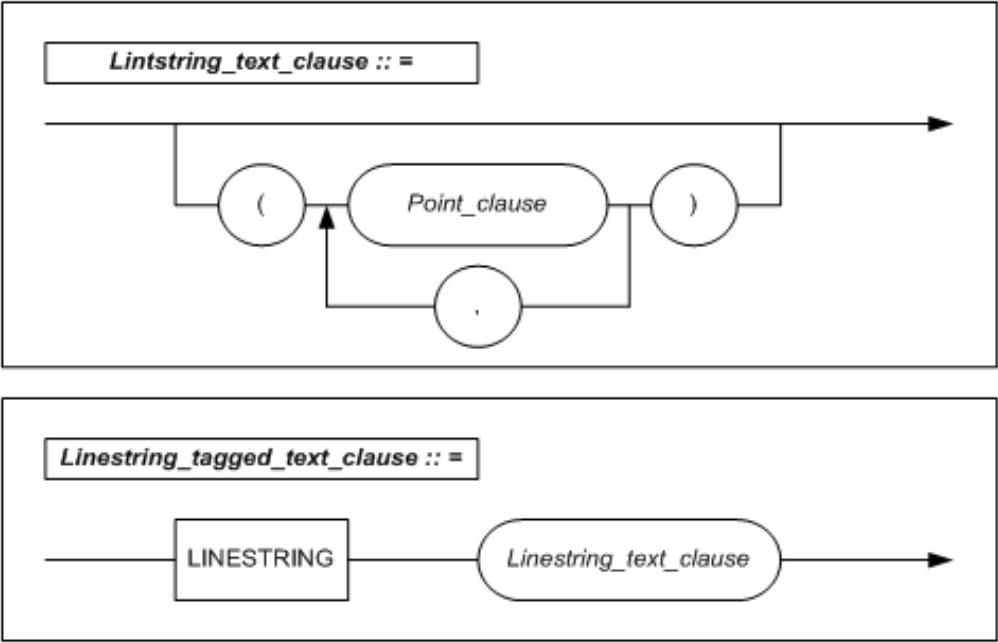 Lintstring_text_clause :: =
( Point_clause )
,
Linestring_tagged_text_clause :: =
LINESTRING Linestring_text_clause